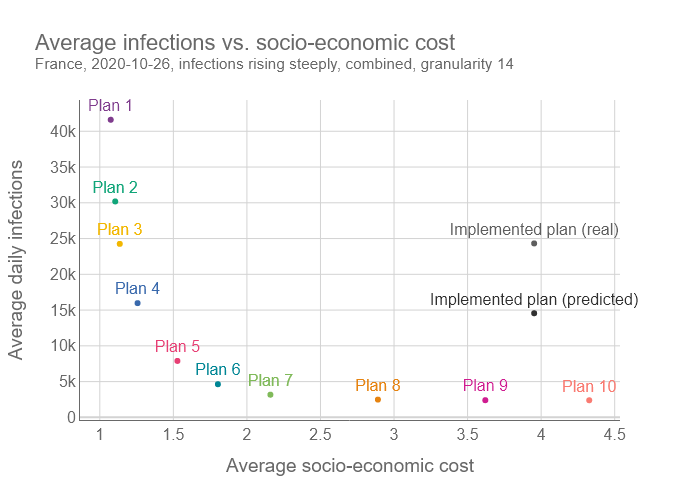 Average infections vs. socio-economic cost
France, 2020-10-26, infections rising steeply, combined, granularity 14
Plan 1
40k
35k
Plan 2
30k
Plan 3
Implemented plan (real)
25k
20k
Plan 4
Implemented plan (predicted)
15k
Plan 5
10k
Plan 6
Plan 7
Plan 8
Plan 9
Plan 10
5k
0
1
1.5
2
2.5
3
3.5
4
4.5
Average daily infections
Average socio-economic cost